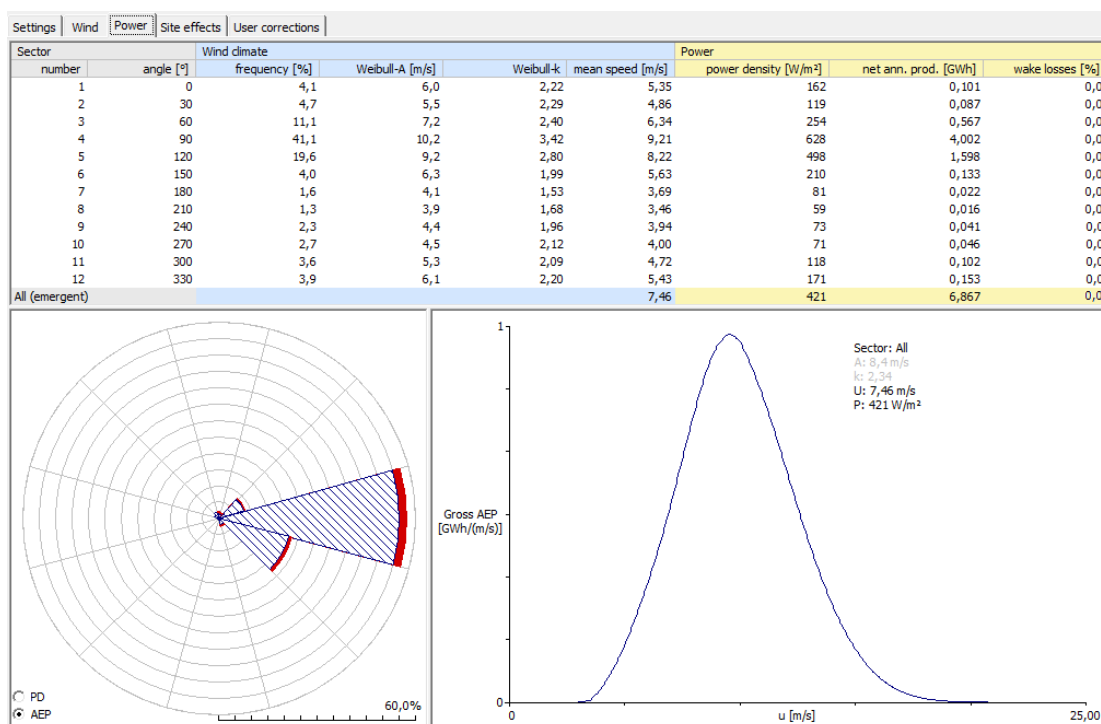 Settings Wind Power Site effects User corrections
Sector Wind climate Power
number angle [°] frequency [%] Weibull-A [m/s] Weibull-k mean speed [m/s] power density [W/m²] net ann. prod. [GWh] wake losses [%]
1 0 4,1 6,0 2,22 5,35 162 0,101 0,0
2 30 4,7 5,5 2,29 4,86 119 0,087 0,0
3 60 11,1 7,2 2,40 6,34 254 0,567 0,0
4 90 41,1 10,2 3,42 9,21 628 4,002 0,0
5 120 19,6 9,2 2,80 8,22 498 1,598 0,0
6 150 4,0 6,3 1,99 5,63 210 0,133 0,0
7 180 1,6 4,1 1,53 3,69 81 0,022 0,0
8 210 1,3 3,9 1,68 3,46 59 0,016 0,0
9 240 2,3 4,4 1,96 3,94 73 0,041 0,0
10 270 2,7 4,5 2,12 4,00 71 0,046 0,0
11 300 3,6 5,3 2,09 4,72 118 0,102 0,0
12 330 3,9 6,1 2,20 5,43 171 0,153 0,0
All (emergent) 7,46 421 6,867 0,0
PD
AEP
60,0%
1
Sector: All
A: 8,4 m/s
k: 2,34
U: 7,46 m/s
P: 421 W/m²
Gross AEP
[GWh/(m/s)]
0
0 u [m/s] 25,00